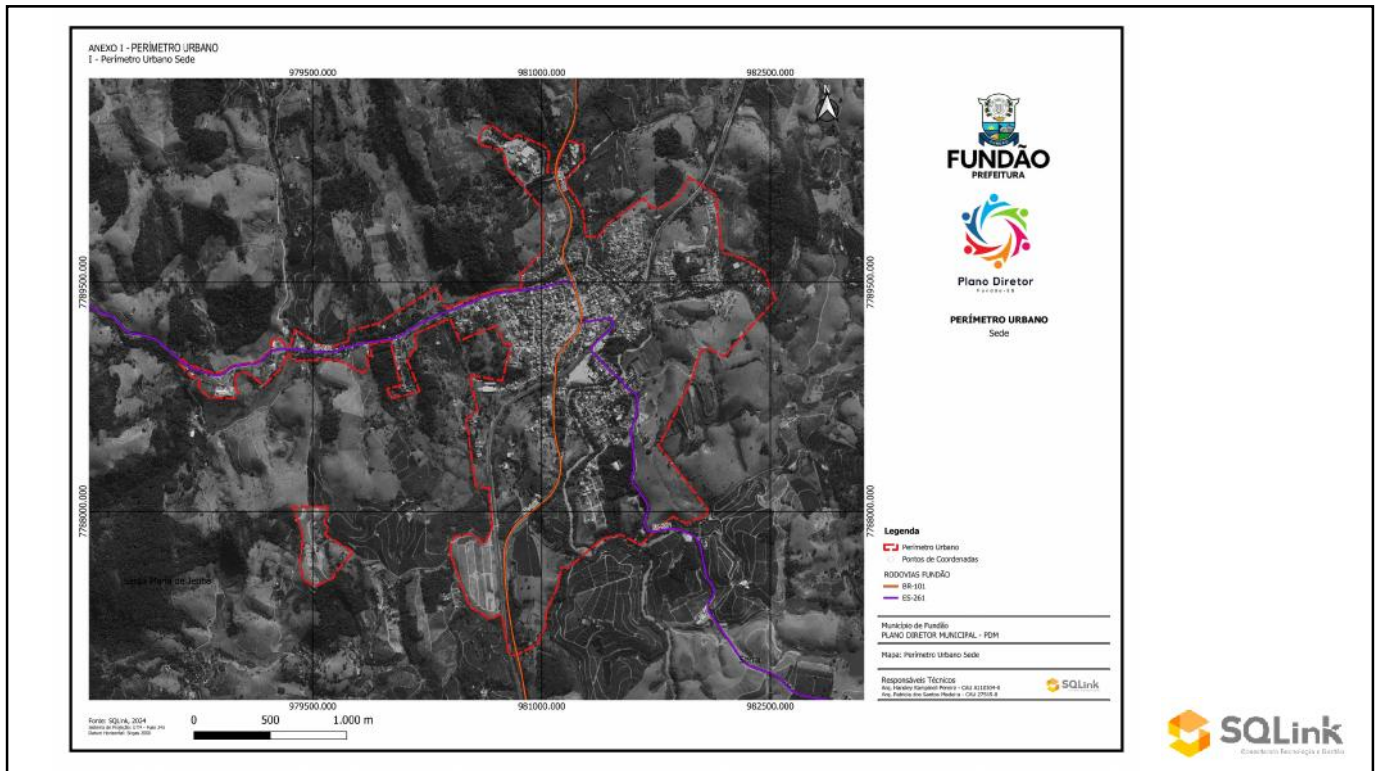 ANEXO I - PERÍMETRO URBANO
I - Perímetro Urbano Sede
979500.000 981000.000 982500.000
N
7789500.000 7789500.000
7788000.000 7788000.000
979500.000 981000.000 982500.000
FUNDÃO
PREFEITURA
Plano Diretor
PERÍMETRO URBANO
Sede
Legenda
Perímetro Urbano
Pontos de Coordenadas
RODOVIAS FUNDÃO
BR-101
ES-261
Município de Fundão
PLANO DIRETOR MUNICIPAL - PDM
Mapa: Perímetro Urbano Sede
Responsáveis Técnicos
SQLink
Fonte: SQLink, 2024
0 500 1.000 m
SQLink